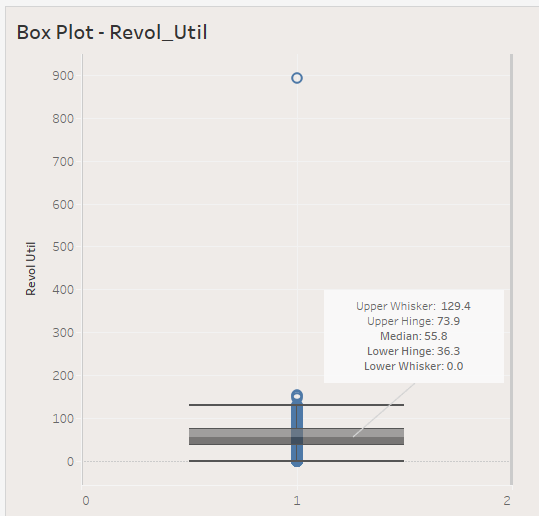 Box Plot - Revol_Util
900
800
700
600
500
400
300
200
100
0
Revol Util
Upper Whisker: 129.4
Upper Hinge: 73.9
Median: 55.8
Lower Hinge: 36.3
Lower Whisker: 0.0
0
1
2